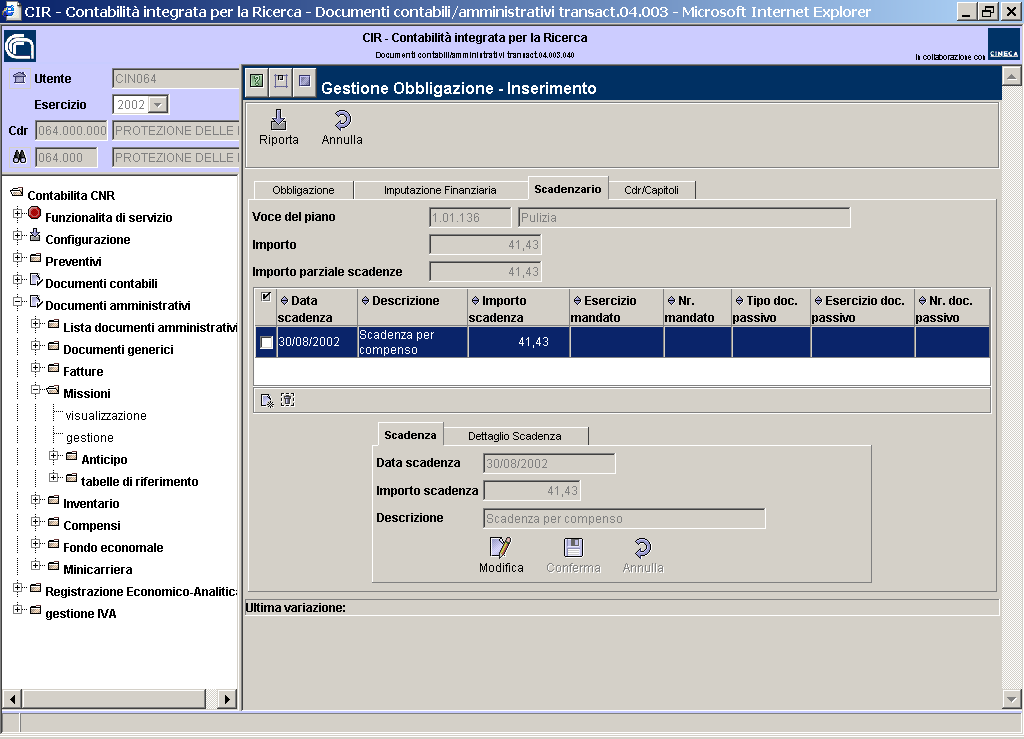 CIR - Contabilità integrata per la Ricerca - Documenti contabili/amministrativi transact.04.003 - Microsoft Internet Explorer
CIR - Contabilità integrata per la Ricerca
Documenti contabili/amministrativi transact.04.003.040
in collaborazione con CINECA
Utente CIN064
Esercizio 2002
Cdr 064.000.000 PROTEZIONE DELLE
064.000 PROTEZIONE DELLE
Contabilita CNR
Funzionalita di servizio
Configurazione
Preventivi
Documenti contabili
Documenti amministrativi
Lista documenti amministrativi
Documenti generici
Fatture
Missioni
visualizzazione
gestione
Anticipo
tabelle di riferimento
Inventario
Compensi
Fondo economale
Minicarriera
Registrazione Economico-Analitica
gestione IVA
Gestione Obbligazione - Inserimento
Riporta Annulla
Obbligazione Imputazione Finanziaria Scadenzario Cdr/Capitoli
Voce del piano 1.01.136 Pulizia
Importo 41,43
Importo parziale scadenze 41,43
Data scadenza Descrizione Importo scadenza Esercizio mandato Nr. mandato Tipo doc. passivo Esercizio doc. passivo Nr. doc. passivo
30/08/2002 Scadenza per compenso 41,43
Scadenza Dettaglio Scadenza
Data scadenza 30/08/2002
Importo scadenza 41,43
Descrizione Scadenza per compenso
Modifica Conferma Annulla
Ultima variazione: